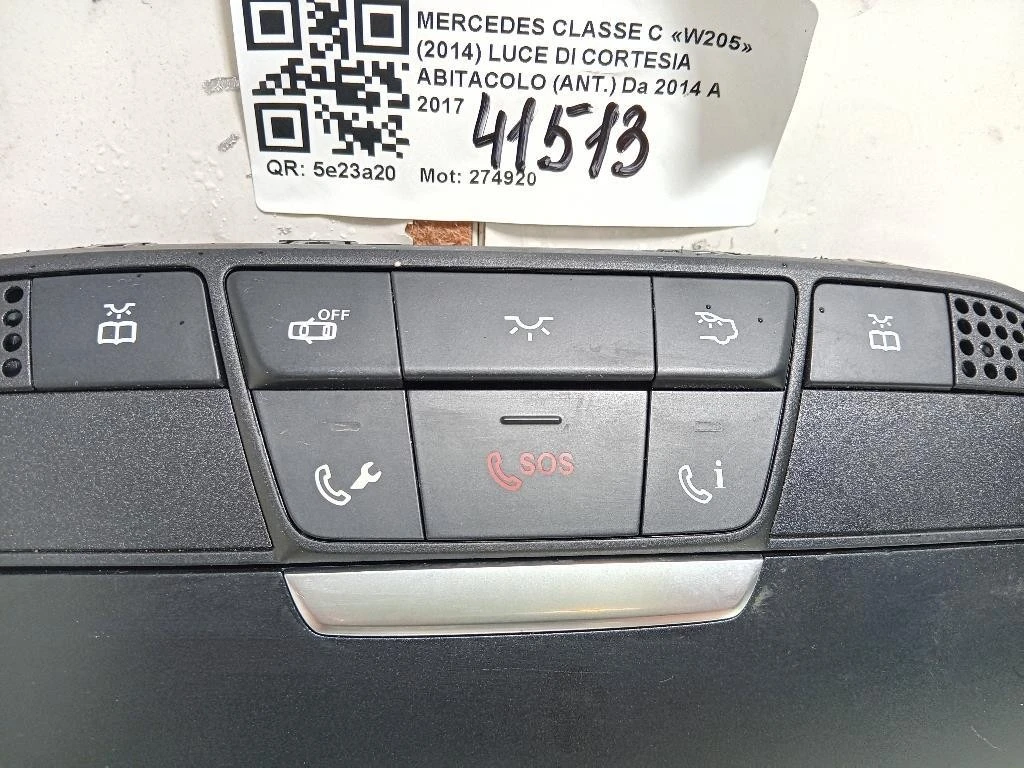 MERCEDES CLASSE C «W205»
(2014) LUCE DI CORTESIA
ABITACOLO (ANT.) Da 2014 A
2017
41513
QR: 5e23a20 Mot: 274920
OFF
SOS
i